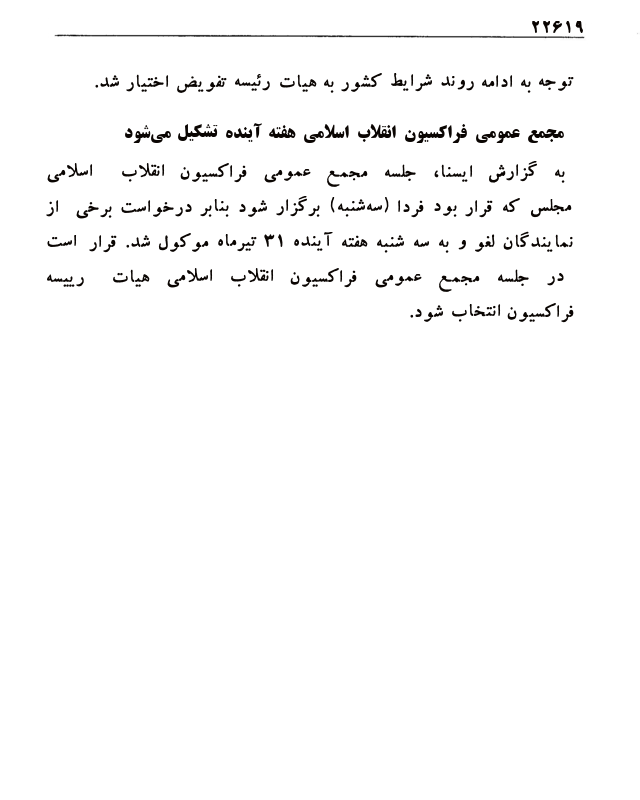 ۲۲۶۱۹
توجه به ادامه روند شرایط کشور به هیات رئیسه تفویض اختیار شد.
مجمع عمومی فراکسیون انقلاب اسلامی هفته آینده تشکیل می‌شود
به گزارش ایسنا، جلسه مجمع عمومی فراکسیون انقلاب اسلامی
مجلس که قرار بود فردا (سه‌شنبه) برگزار شود بنابر درخواست برخی از
نمایندگان لغو و به سه شنبه هفته آینده ۳۱ تیرماه موکول شد. قرار است
در جلسه مجمع عمومی فراکسیون انقلاب اسلامی هیات رییسه
فراکسیون انتخاب شود.